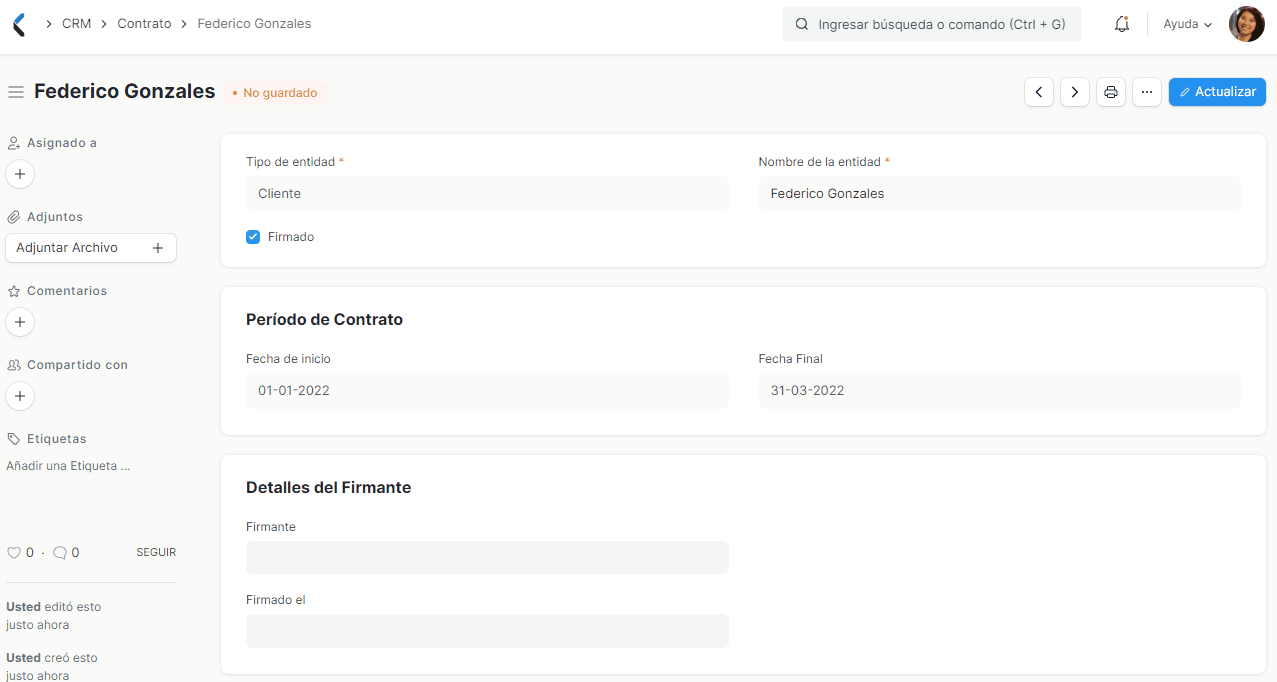 CRM > Contrato > Federico Gonzales
Ingresar búsqueda o comando (Ctrl + G)
Ayuda
Federico Gonzales
• No guardado
Actualizar
Asignado a
Adjuntos
Adjuntar Archivo
Comentarios
Compartido con
Etiquetas
Añadir una Etiqueta ...
0 · 0
SEGUIR
Usted editó esto
justo ahora
Usted creó esto
justo ahora
Tipo de entidad *
Cliente
Nombre de la entidad *
Federico Gonzales
Firmado
Período de Contrato
Fecha de inicio
01-01-2022
Fecha Final
31-03-2022
Detalles del Firmante
Firmante
Firmado el